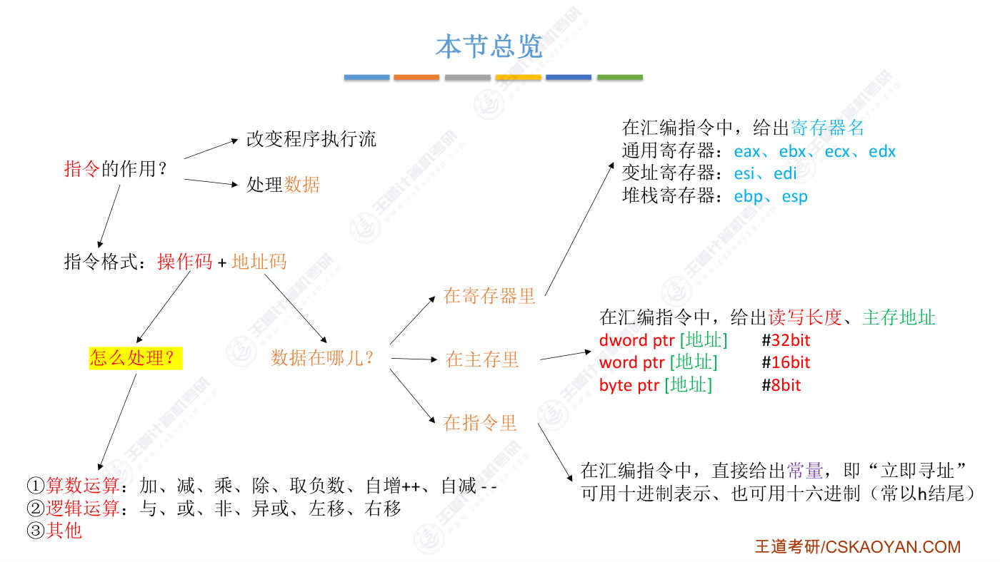 本节总览
改变程序执行流
指令的作用？
处理数据
在汇编指令中，给出寄存器名
通用寄存器：eax、ebx、ecx、edx
变址寄存器：esi、edi
堆栈寄存器：ebp、esp
指令格式：操作码 + 地址码
在寄存器里
怎么处理？
数据在哪儿？
在主存里
在指令里
在汇编指令中，给出读写长度、主存地址
dword ptr [地址] #32bit
word ptr [地址] #16bit
byte ptr [地址] #8bit
①算数运算：加、减、乘、除、取负数、自增++、自减--
②逻辑运算：与、或、非、异或、左移、右移
③其他
在汇编指令中，直接给出常量，即“立即寻址”
可用十进制表示、也可用十六进制（常以h结尾）
王道考研/CSKAOYAN.COM
王道计算机考研